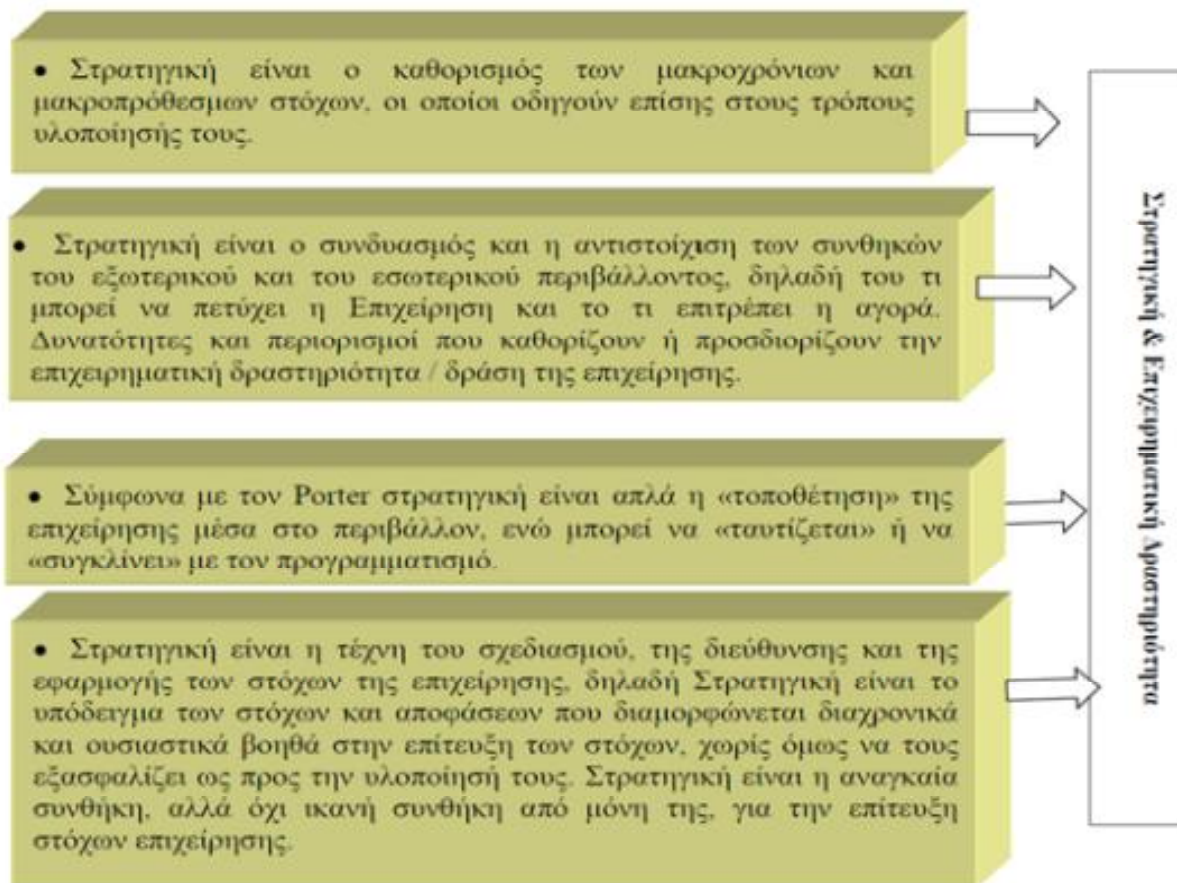 • Στρατηγική είναι ο καθορισμός των μακροχρόνιων και
μακροπρόθεσμων στόχων, οι οποίοι οδηγούν επίσης στους τρόπους
υλοποίησής τους.
• Στρατηγική είναι ο συνδυασμός και η αντιστοίχιση των συνθηκών
του εξωτερικού και του εσωτερικού περιβάλλοντος, δηλαδή του τι
μπορεί να πετύχει η Επιχείρηση και το τι επιτρέπει η αγορά.
Δυνατότητες και περιορισμοί που καθορίζουν ή προσδιορίζουν την
επιχειρηματική δραστηριότητα / δράση της επιχείρησης.
• Σύμφωνα με τον Porter στρατηγική είναι απλά η «τοποθέτηση» της
επιχείρησης μέσα στο περιβάλλον, ενώ μπορεί να «ταυτίζεται» ή να
«συγκλίνει» με τον προγραμματισμό.
• Στρατηγική είναι η τέχνη του σχεδιασμού, της διεύθυνσης και της
εφαρμογής των στόχων της επιχείρησης, δηλαδή Στρατηγική είναι το
υπόδειγμα των στόχων και αποφάσεων που διαμορφώνεται διαχρονικά
και ουσιαστικά βοηθά στην επίτευξη των στόχων, χωρίς όμως να τους
εξασφαλίζει ως προς την υλοποίησή τους. Στρατηγική είναι η αναγκαία
συνθήκη, αλλά όχι ικανή συνθήκη από μόνη της, για την επίτευξη
στόχων επιχείρησης.
Στρατηγική & Επιχειρηματική Δραστηριότητα